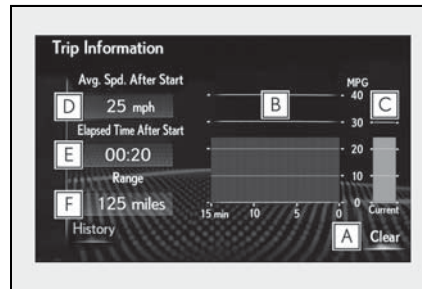 Trip Information
Avg. Spd. After Start
D 25 mph
Elapsed Time After Start
E 00:20
Range
F 125 miles
History
B
MPG
40
C
30
20
10
0
15 min 10 5 0
Current
A Clear